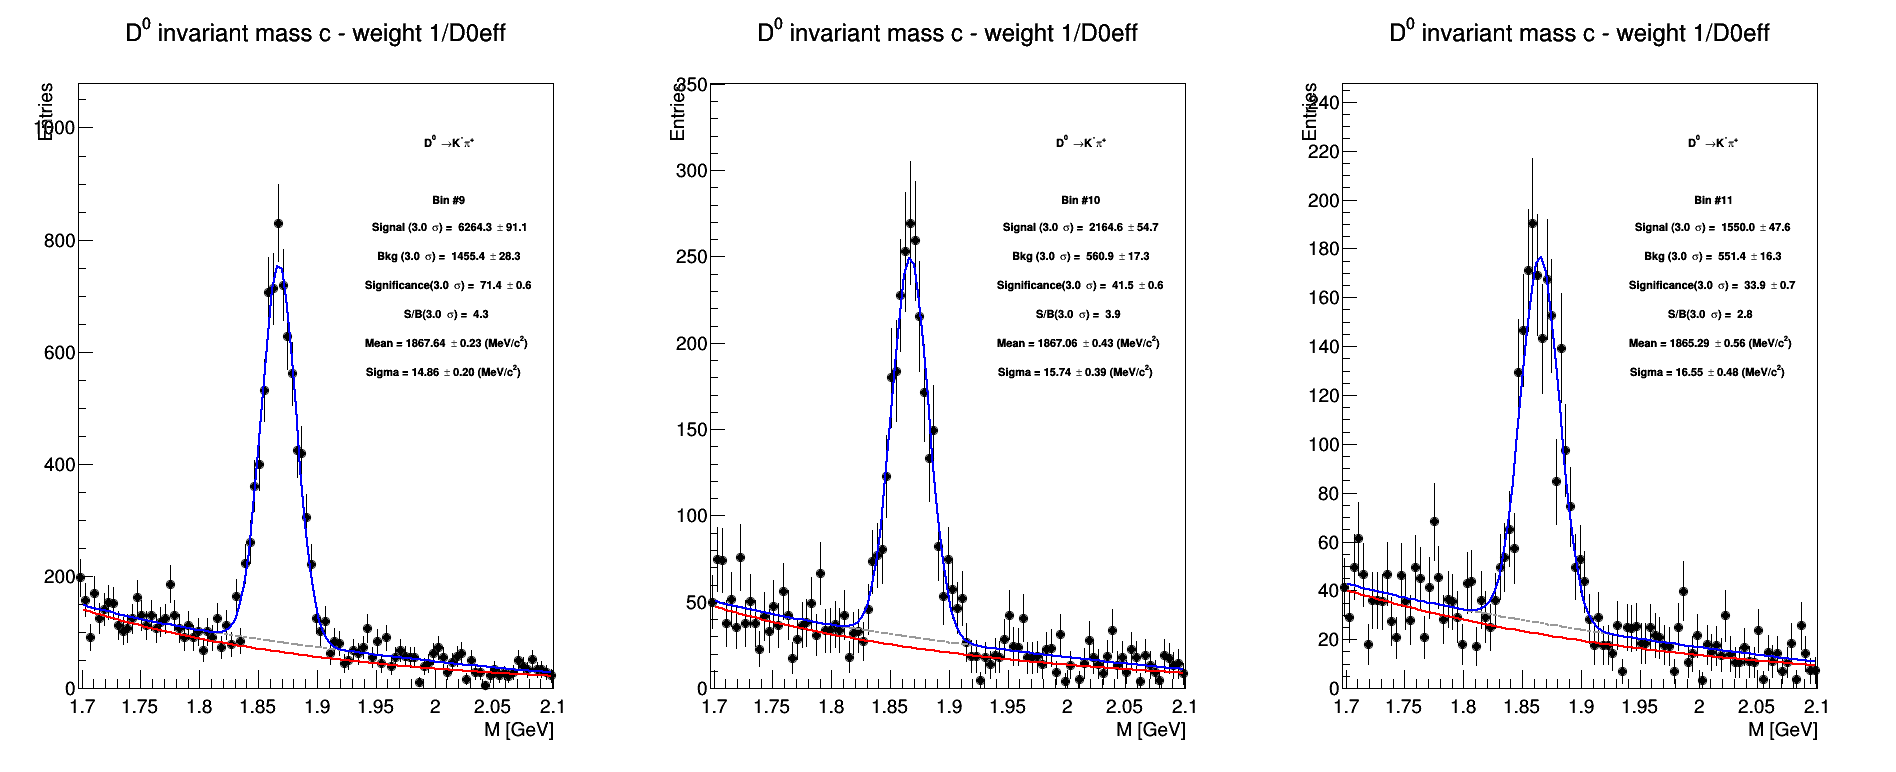 D⁰ invariant mass c - weight 1/D0eff
Entries
1000
800
600
400
200
0
D⁰ →K⁻π⁺
Bin #9
Signal (3.0 σ) = 6264.3 ± 91.1
Bkg (3.0 σ) = 1455.4 ± 28.3
Significance(3.0 σ) = 71.4 ± 0.6
S/B(3.0 σ) = 4.3
Mean = 1867.64 ± 0.23 (MeV/c²)
Sigma = 14.86 ± 0.20 (MeV/c²)
1.7 1.75 1.8 1.85 1.9 1.95 2 2.05 2.1
M [GeV]
D⁰ invariant mass c - weight 1/D0eff
Entries
350
300
250
200
150
100
50
0
D⁰ →K⁻π⁺
Bin #10
Signal (3.0 σ) = 2164.6 ± 54.7
Bkg (3.0 σ) = 560.9 ± 17.3
Significance(3.0 σ) = 41.5 ± 0.6
S/B(3.0 σ) = 3.9
Mean = 1867.06 ± 0.43 (MeV/c²)
Sigma = 15.74 ± 0.39 (MeV/c²)
1.7 1.75 1.8 1.85 1.9 1.95 2 2.05 2.1
M [GeV]
D⁰ invariant mass c - weight 1/D0eff
Entries
240
220
200
180
160
140
120
100
80
60
40
20
0
D⁰ →K⁻π⁺
Bin #11
Signal (3.0 σ) = 1550.0 ± 47.6
Bkg (3.0 σ) = 551.4 ± 16.3
Significance(3.0 σ) = 33.9 ± 0.7
S/B(3.0 σ) = 2.8
Mean = 1865.29 ± 0.56 (MeV/c²)
Sigma = 16.55 ± 0.48 (MeV/c²)
1.7 1.75 1.8 1.85 1.9 1.95 2 2.05 2.1
M [GeV]